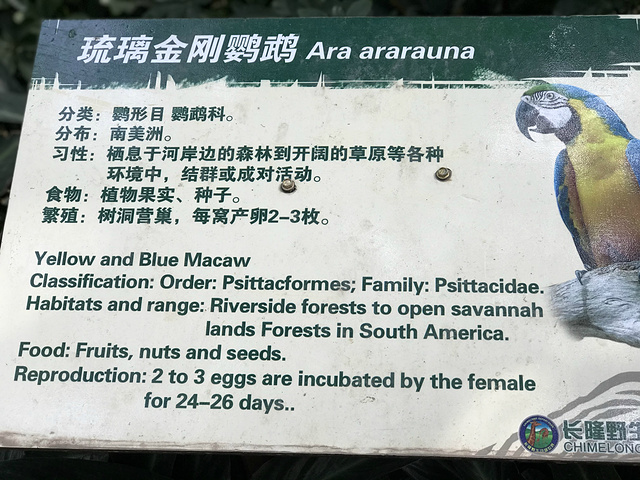 琉璃金刚鹦鹉 Ara ararauna
分类：鹦形目 鹦鹉科。
分布：南美洲。
习性：栖息于河岸边的森林到开阔的草原等各种
环境中，结群或成对活动。
食物：植物果实、种子。
繁殖：树洞营巢，每窝产卵2-3枚。
Yellow and Blue Macaw
Classification: Order: Psittacformes; Family: Psittacidae.
Habitats and range: Riverside forests to open savannah
lands Forests in South America.
Food: Fruits, nuts and seeds.
Reproduction: 2 to 3 eggs are incubated by the female
for 24–26 days..
长隆野生
CHIMELONG